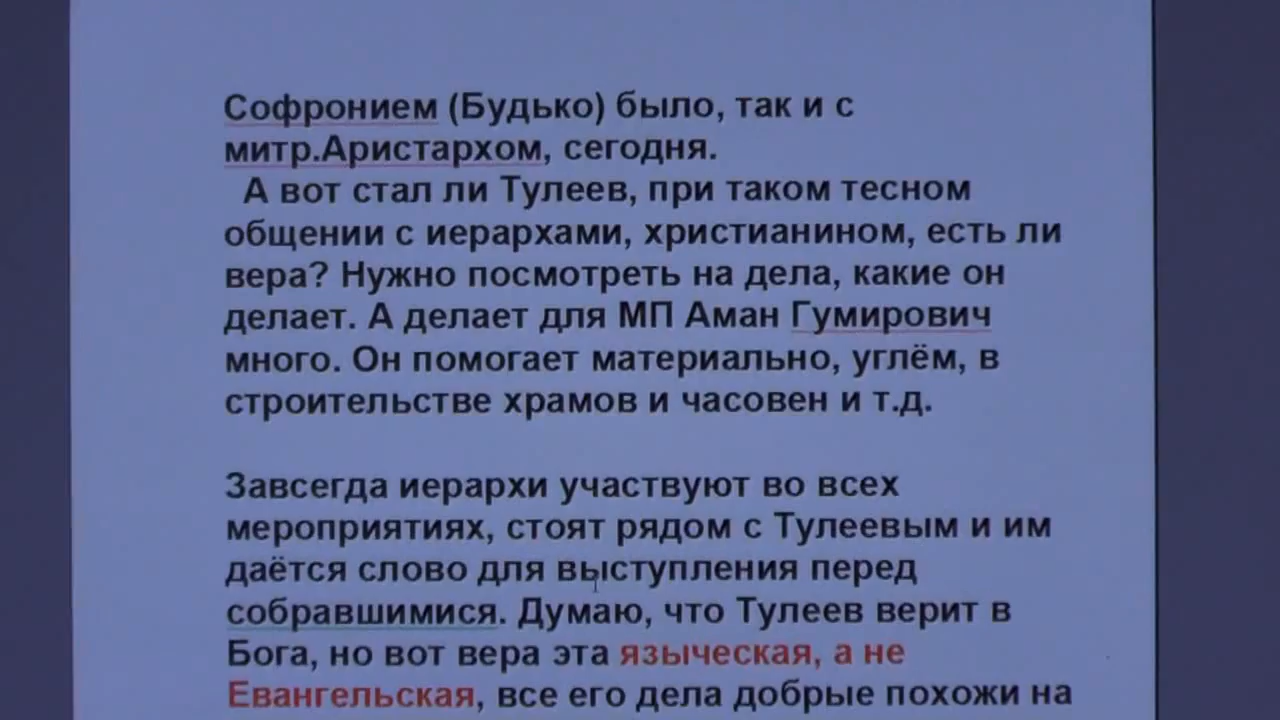 Софронием (Будько) было, так и с
митр.Аристархом, сегодня.
А вот стал ли Тулеев, при таком тесном
общении с иерархами, христианином, есть ли
вера? Нужно посмотреть на дела, какие он
делает. А делает для МП Аман Гумирович
много. Он помогает материально, углём, в
строительстве храмов и часовен и т.д.
Завсегда иерархи участвуют во всех
мероприятиях, стоят рядом с Тулеевым и им
даётся слово для выступления перед
собравшимися. Думаю, что Тулеев верит в
Бога, но вот вера эта языческая, а не
Евангельская, все его дела добрые похожи на